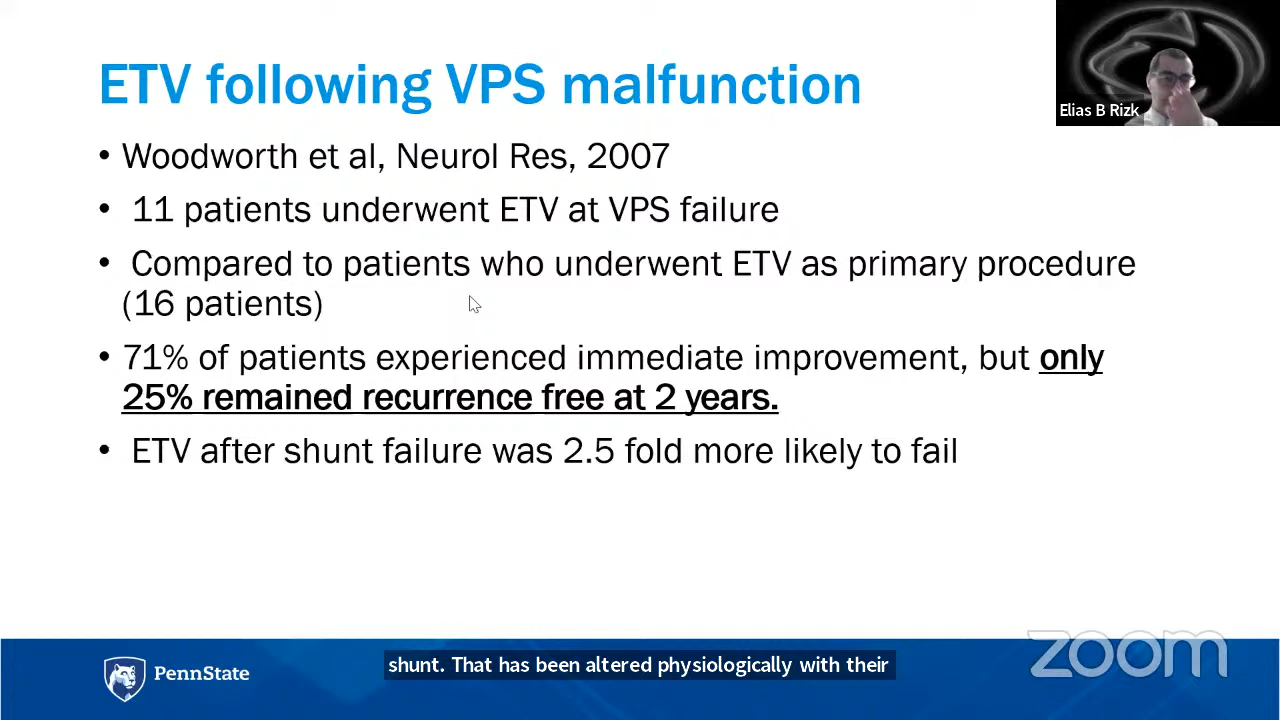 ETV following VPS malfunction
Elias B Rizk
• Woodworth et al, Neurol Res, 2007
• 11 patients underwent ETV at VPS failure
• Compared to patients who underwent ETV as primary procedure
(16 patients)
• 71% of patients experienced immediate improvement, but only
25% remained recurrence free at 2 years.
• ETV after shunt failure was 2.5 fold more likely to fail
PennState
shunt. That has been altered physiologically with their
zoom